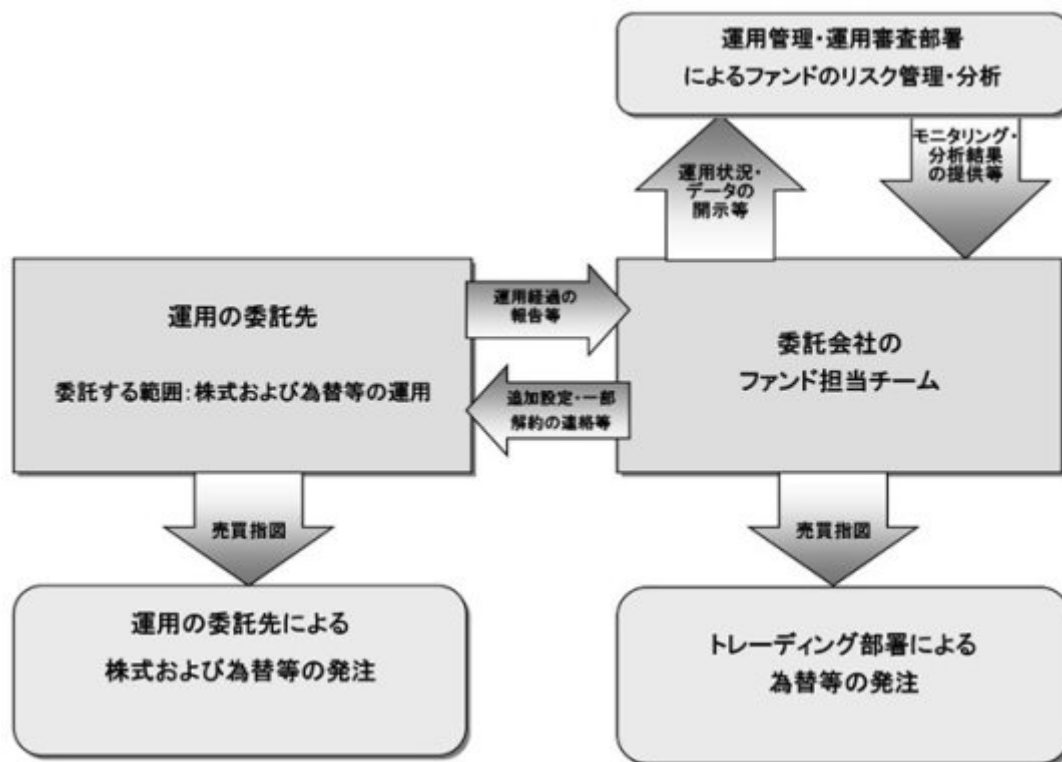 運用管理・運用審査部署
によるファンドのリスク管理・分析
運用状況・
データの
開示等
モニタリング・
分析結果
の提供等
運用の委託先
委託する範囲：株式および為替等の運用
運用経過の
報告等
追加設定・一部
解約の連絡等
委託会社の
ファンド担当チーム
売買指図
売買指図
運用の委託先による
株式および為替等の発注
トレーディング部署による
為替等の発注